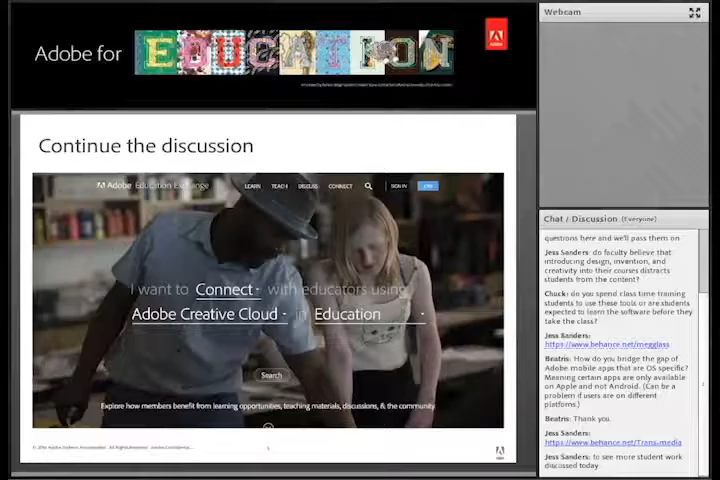 Adobe for EDUCATION
Adobe
Continue the discussion
Adobe Education Exchange
LEARN TEACH DISCUSS CONNECT SIGN IN JOIN
I want to Connect with educators using
Adobe Creative Cloud in Education
Search
Explore how members benefit from learning opportunities, teaching materials, discussions, & the community.
Webcam
Chat / Discussion (Everyone)
questions here and we'll pass them on
Jess Sanders: do faculty believe that
introducing design, invention, and
creativity into their courses distracts
students from the content?
Chuck: do you spend class time training
students to use these tools or are students
expected to learn the software before they
take the class?
Jess Sanders:
https://www.behance.net/megglass
Beatris: How do you bridge the gap of
Adobe mobile apps that are OS specific?
Meaning certain apps are only available
on Apple and not Android. (Can be a
problem if users are on different
platforms.)
Beatris: Thank you.
Jess Sanders:
https://www.behance.net/Trans-media
Jess Sanders: to see more student work
discussed today